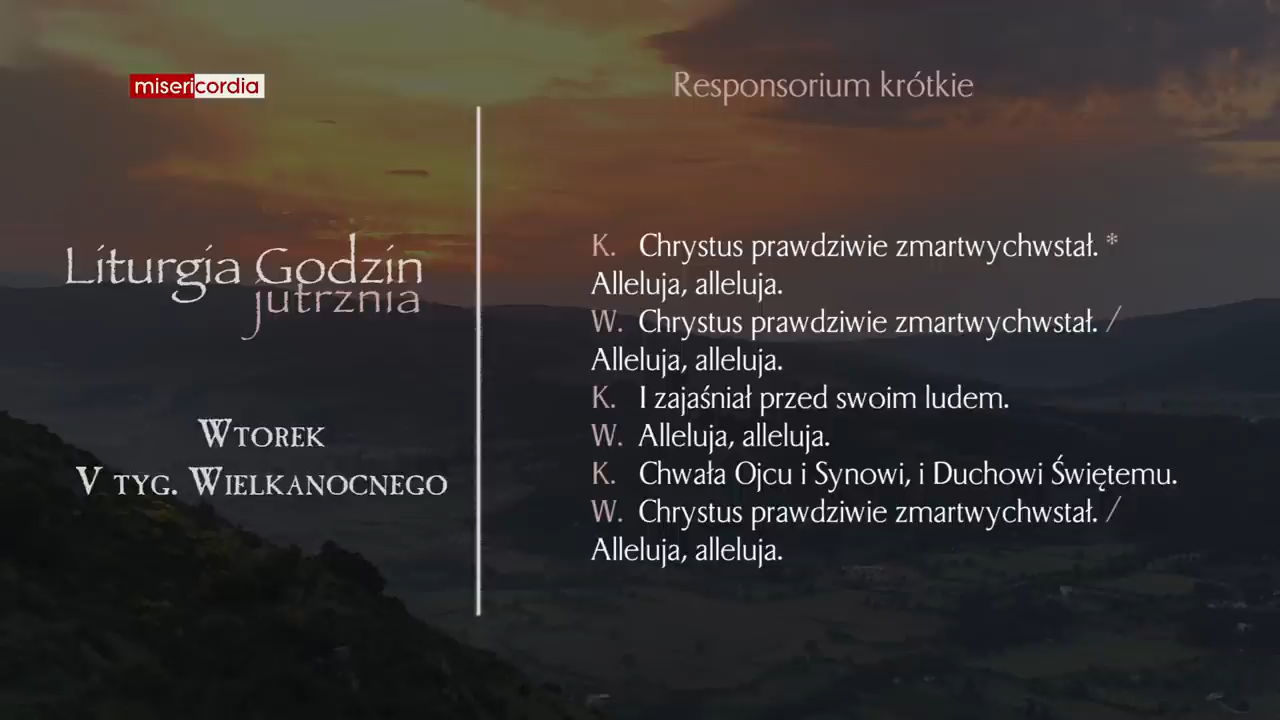 misericordia
Responsorium krótkie
Liturgia Godzin
jutrznia
Wtorek
V tyg. Wielkanocnego
K. Chrystus prawdziwie zmartwychwstał. *
Alleluja, alleluja.
W. Chrystus prawdziwie zmartwychwstał. /
Alleluja, alleluja.
K. I zajaśniał przed swoim ludem.
W. Alleluja, alleluja.
K. Chwała Ojcu i Synowi, i Duchowi Świętemu.
W. Chrystus prawdziwie zmartwychwstał. /
Alleluja, alleluja.